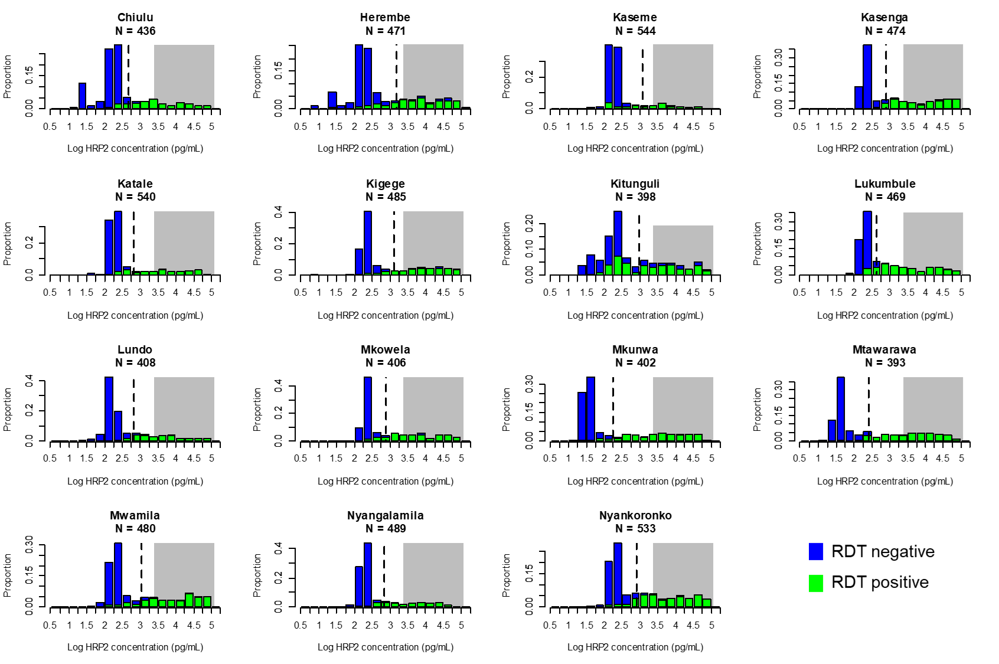 Chiulu
N = 436
Proportion
0.00
0.15
0.5 1 1.5 2 2.5 3 3.5 4 4.5 5
Log HRP2 concentration (pg/mL)
Herembe
N = 471
Proportion
0.00
0.15
0.5 1 1.5 2 2.5 3 3.5 4 4.5 5
Log HRP2 concentration (pg/mL)
Kaseme
N = 544
Proportion
0.0
0.2
0.5 1 1.5 2 2.5 3 3.5 4 4.5 5
Log HRP2 concentration (pg/mL)
Kasenga
N = 474
Proportion
0.00
0.15
0.30
0.5 1 1.5 2 2.5 3 3.5 4 4.5 5
Log HRP2 concentration (pg/mL)
Katale
N = 540
Proportion
0.0
0.2
0.5 1 1.5 2 2.5 3 3.5 4 4.5 5
Log HRP2 concentration (pg/mL)
Kigege
N = 485
Proportion
0.0
0.2
0.4
0.5 1 1.5 2 2.5 3 3.5 4 4.5 5
Log HRP2 concentration (pg/mL)
Kitunguli
N = 398
Proportion
0.00
0.10
0.20
0.5 1 1.5 2 2.5 3 3.5 4 4.5 5
Log HRP2 concentration (pg/mL)
Lukumbule
N = 469
Proportion
0.00
0.15
0.30
0.5 1 1.5 2 2.5 3 3.5 4 4.5 5
Log HRP2 concentration (pg/mL)
Lundo
N = 408
Proportion
0.0
0.2
0.4
0.5 1 1.5 2 2.5 3 3.5 4 4.5 5
Log HRP2 concentration (pg/mL)
Mkowela
N = 406
Proportion
0.0
0.2
0.4
0.5 1 1.5 2 2.5 3 3.5 4 4.5 5
Log HRP2 concentration (pg/mL)
Mkunwa
N = 402
Proportion
0.00
0.15
0.30
0.5 1 1.5 2 2.5 3 3.5 4 4.5 5
Log HRP2 concentration (pg/mL)
Mtawarawa
N = 393
Proportion
0.00
0.15
0.30
0.5 1 1.5 2 2.5 3 3.5 4 4.5 5
Log HRP2 concentration (pg/mL)
Mwamila
N = 480
Proportion
0.00
0.15
0.30
0.5 1 1.5 2 2.5 3 3.5 4 4.5 5
Log HRP2 concentration (pg/mL)
Nyangalamila
N = 489
Proportion
0.0
0.2
0.4
0.5 1 1.5 2 2.5 3 3.5 4 4.5 5
Log HRP2 concentration (pg/mL)
Nyankoronko
N = 533
Proportion
0.00
0.15
0.5 1 1.5 2 2.5 3 3.5 4 4.5 5
Log HRP2 concentration (pg/mL)
RDT negative
RDT positive